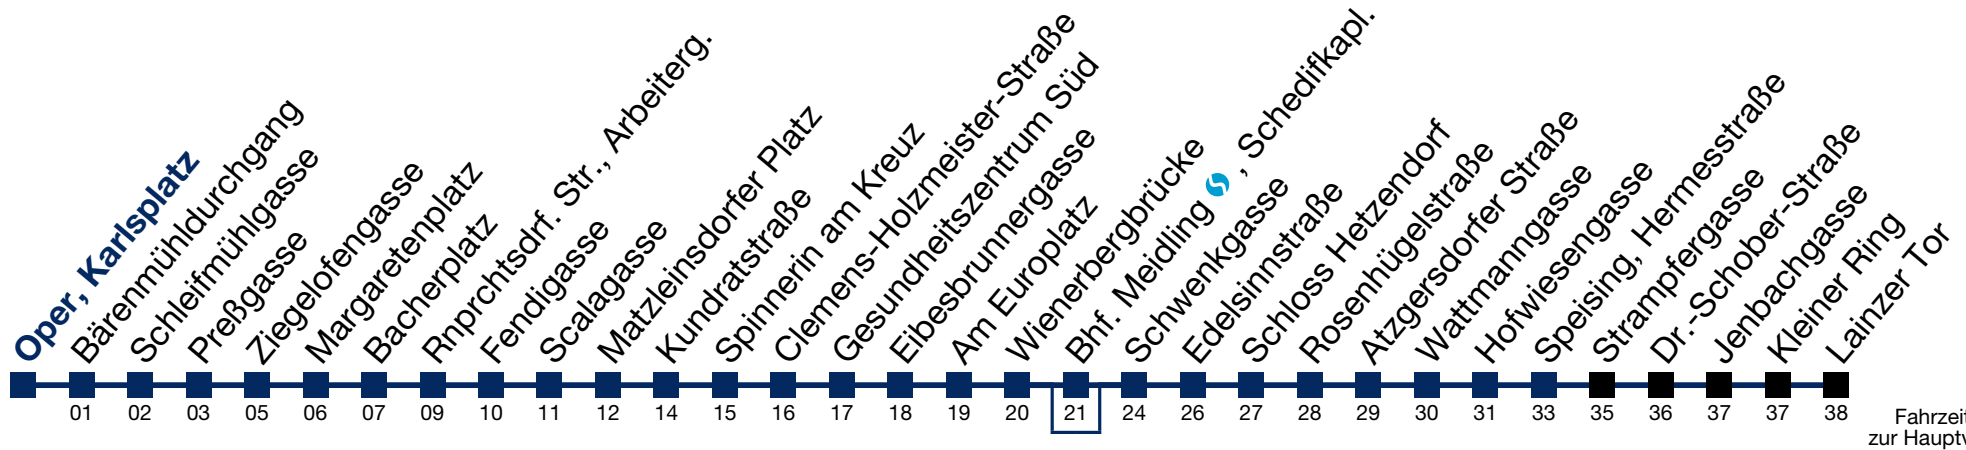 Oper, Karlsplatz
Bärenmühldurchgang
Schleifmühlgasse
Preßgasse
Ziegelofengasse
Margaretenplatz
Bacherplatz
Rnprchtsdrf. Str., Arbeiterg.
Fendigasse
Scalagasse
Matzleinsdorfer Platz
Kundratstraße
Spinnerin am Kreuz
Clemens-Holzmeister-Straße
Gesundheitszentrum Süd
Eibesbrunnergasse
Am Europlatz
Wienerbergbrücke
Bhf. Meidling , Schedifkapl.
Schwenkgasse
Edelsinnstraße
Schloss Hetzendorf
Rosenhügelstraße
Atzgersdorfer Straße
Wattmanngasse
Hofwiesengasse
Speising, Hermesstraße
Strampfergasse
Dr.-Schober-Straße
Jenbachgasse
Kleiner Ring
Lainzer Tor
01 02 03 05 06 07 09 10 11 12 14 15 16 17 18 19 20 21 24 26 27 28 29 30 31 33 35 36 37 37 38
Fahrzeit
zur Hauptv